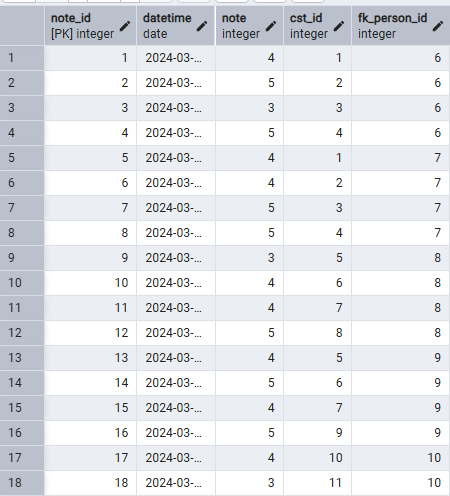 note_id datetime note cst_id fk_person_id
[PK] integer date integer integer integer
1 1 2024-03-... 4 1 6
2 2 2024-03-... 5 2 6
3 3 2024-03-... 3 3 6
4 4 2024-03-... 5 4 6
5 5 2024-03-... 4 1 7
6 6 2024-03-... 4 2 7
7 7 2024-03-... 5 3 7
8 8 2024-03-... 5 4 7
9 9 2024-03-... 3 5 8
10 10 2024-03-... 4 6 8
11 11 2024-03-... 4 7 8
12 12 2024-03-... 5 8 8
13 13 2024-03-... 4 5 9
14 14 2024-03-... 5 6 9
15 15 2024-03-... 4 7 9
16 16 2024-03-... 5 9 9
17 17 2024-03-... 4 10 10
18 18 2024-03-... 3 11 10